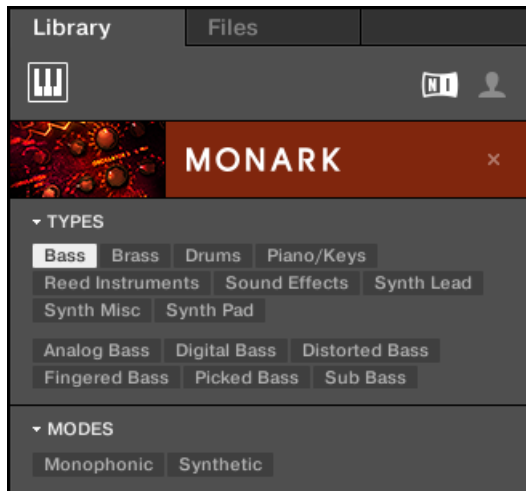 Library Files
NI
MONARK ×
TYPES
Bass Brass Drums Piano/Keys
Reed Instruments Sound Effects Synth Lead
Synth Misc Synth Pad
Analog Bass Digital Bass Distorted Bass
Fingered Bass Picked Bass Sub Bass
MODES
Monophonic Synthetic